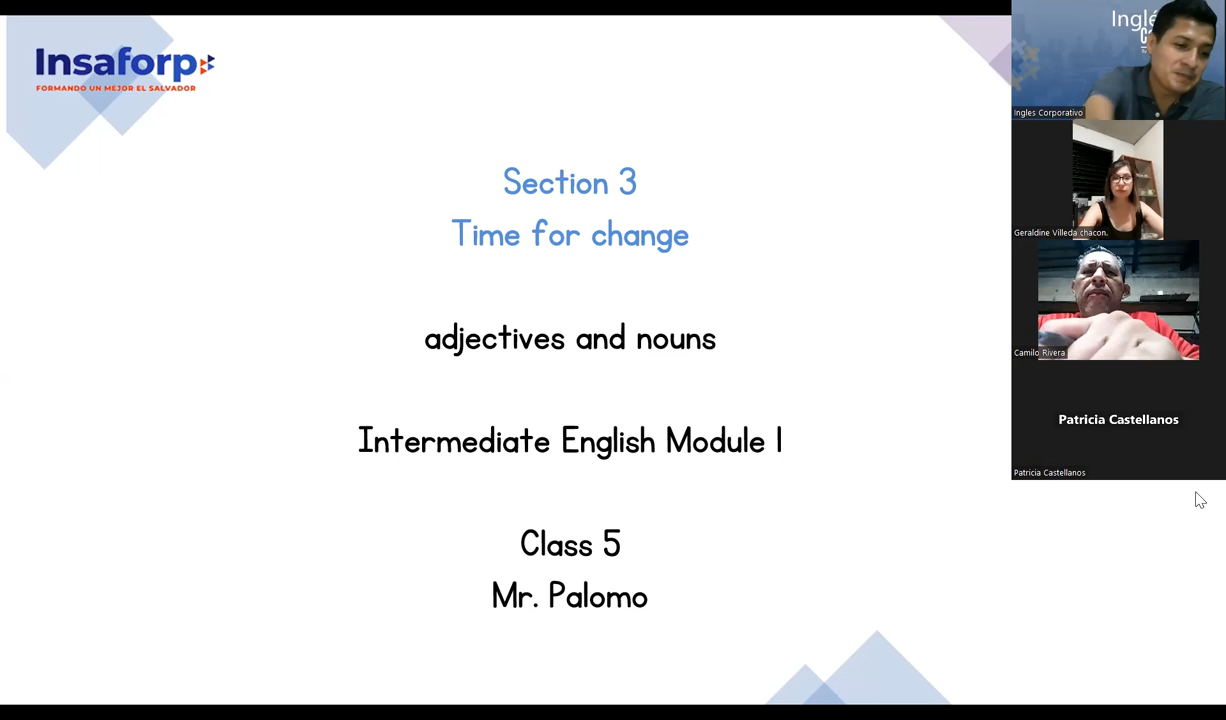 Insaforp
FORMANDO UN MEJOR EL SALVADOR
Section 3
Time for change
adjectives and nouns
Intermediate English Module I
Class 5
Mr. Palomo
Ingles Corporativo
Geraldine Villeda chacon.
Camilo Rivera
Patricia Castellanos
Patricia Castellanos